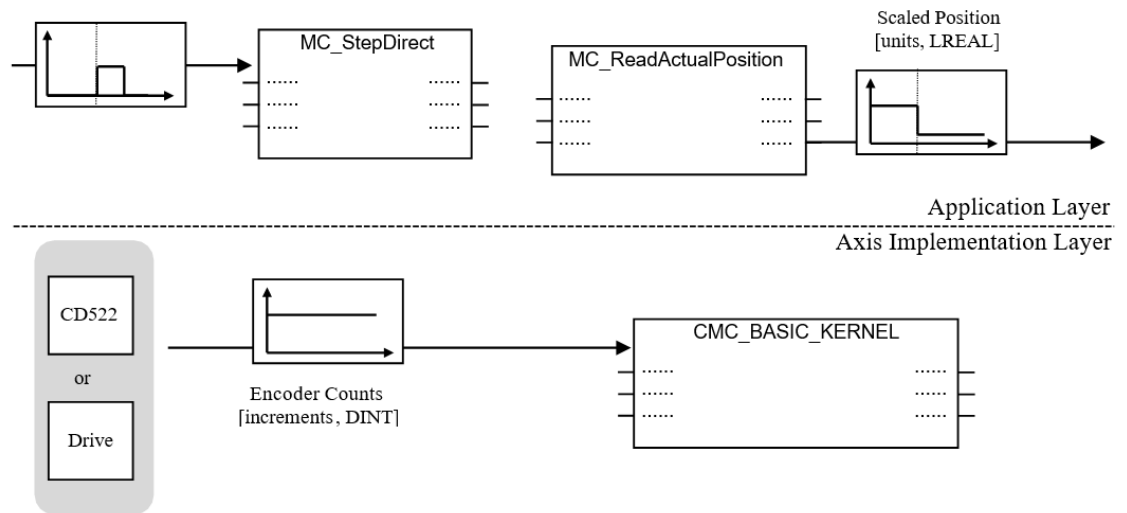 Scaled Position
[units, LREAL]
MC_StepDirect
MC_ReadActualPosition
......
......
......
......
......
......
......
......
......
......
Application Layer
Axis Implementation Layer
CD522
or
Drive
Encoder Counts
[increments, DINT]
CMC_BASIC_KERNEL
......
......
......
......
......
......